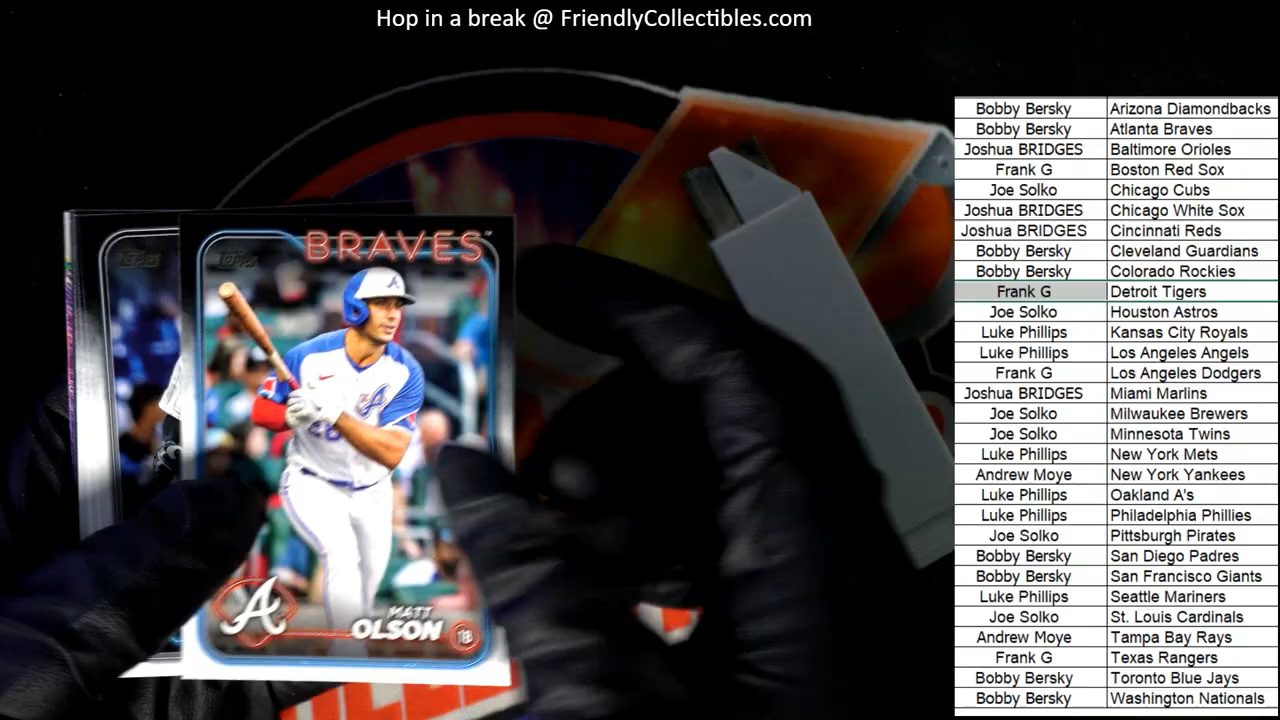 Hop in a break @ FriendlyCollectibles.com
Bobby Bersky Arizona Diamondbacks
Bobby Bersky Atlanta Braves
Joshua BRIDGES Baltimore Orioles
Frank G Boston Red Sox
Joe Solko Chicago Cubs
Joshua BRIDGES Chicago White Sox
Joshua BRIDGES Cincinnati Reds
Bobby Bersky Cleveland Guardians
Bobby Bersky Colorado Rockies
Frank G Detroit Tigers
Joe Solko Houston Astros
Luke Phillips Kansas City Royals
Luke Phillips Los Angeles Angels
Frank G Los Angeles Dodgers
Joshua BRIDGES Miami Marlins
Joe Solko Milwaukee Brewers
Joe Solko Minnesota Twins
Luke Phillips New York Mets
Andrew Moye New York Yankees
Luke Phillips Oakland A's
Luke Phillips Philadelphia Phillies
Joe Solko Pittsburgh Pirates
Bobby Bersky San Diego Padres
Bobby Bersky San Francisco Giants
Luke Phillips Seattle Mariners
Joe Solko St. Louis Cardinals
Andrew Moye Tampa Bay Rays
Frank G Texas Rangers
Bobby Bersky Toronto Blue Jays
Bobby Bersky Washington Nationals
Topps
Topps
BRAVES
A
MATT
OLSON
1B